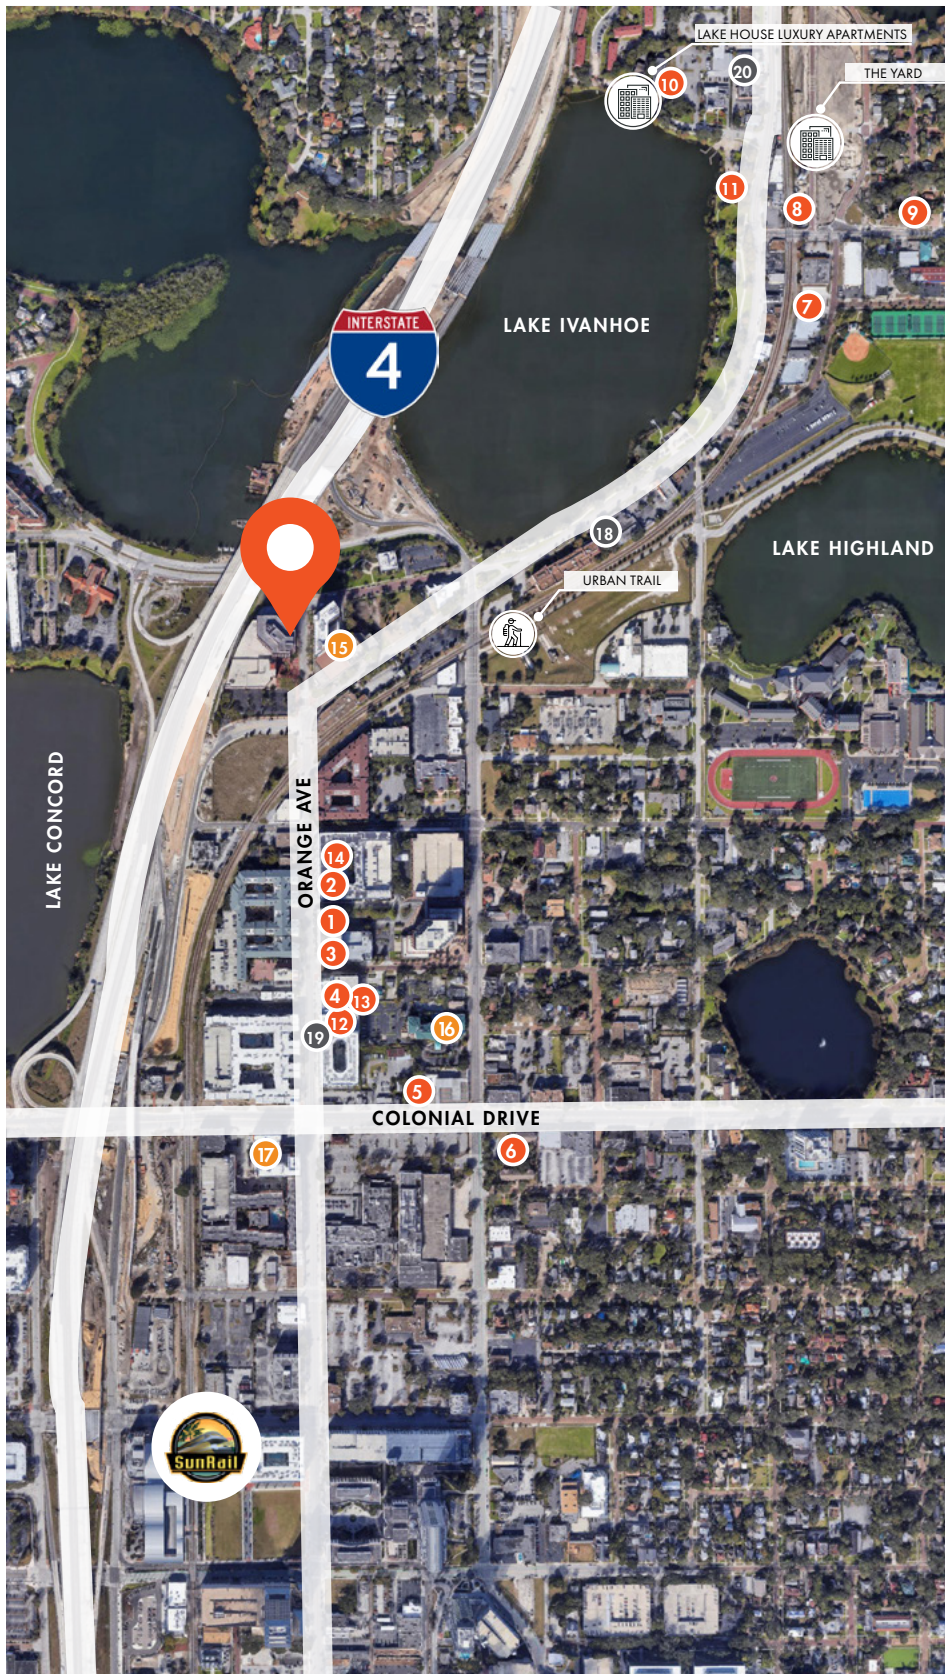 LAKE HOUSE LUXURY APARTMENTS
20
THE YARD
10
11
8
9
7
INTERSTATE
4
LAKE IVANHOE
18
LAKE HIGHLAND
URBAN TRAIL
15
LAKE CONCORD
ORANGE AVE
14
2
1
3
4
13
12
19
16
5
COLONIAL DRIVE
17
6
SunRail